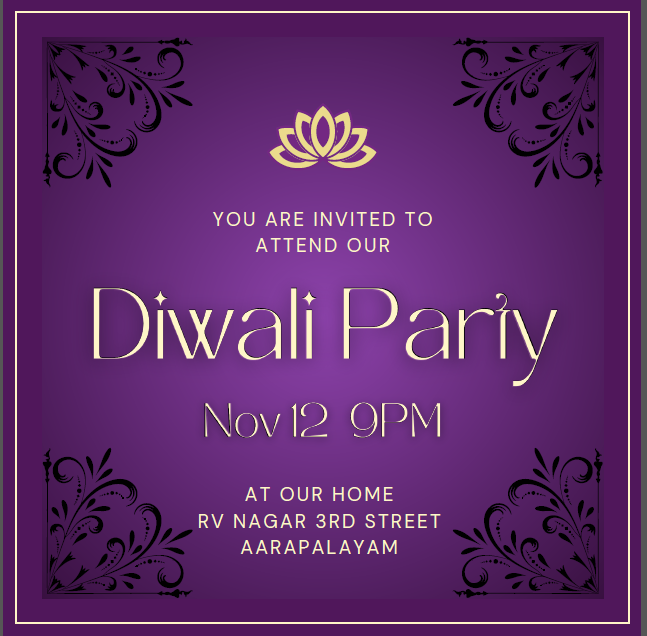 YOU ARE INVITED TO
ATTEND OUR
Diwali Party
Nov 12 9PM
AT OUR HOME
RV NAGAR 3RD STREET
AARAPALAYAM